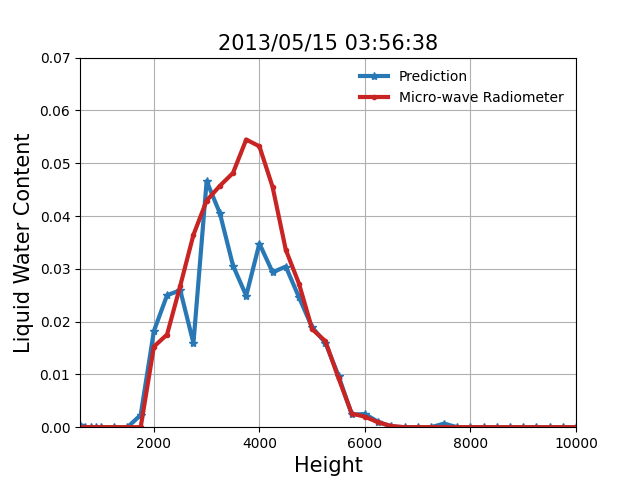 2013/05/15 03:56:38
0.07
0.06
0.05
0.04
0.03
0.02
0.01
0.00
Liquid Water Content
Prediction
Micro-wave Radiometer
2000 4000 6000 8000 10000
Height